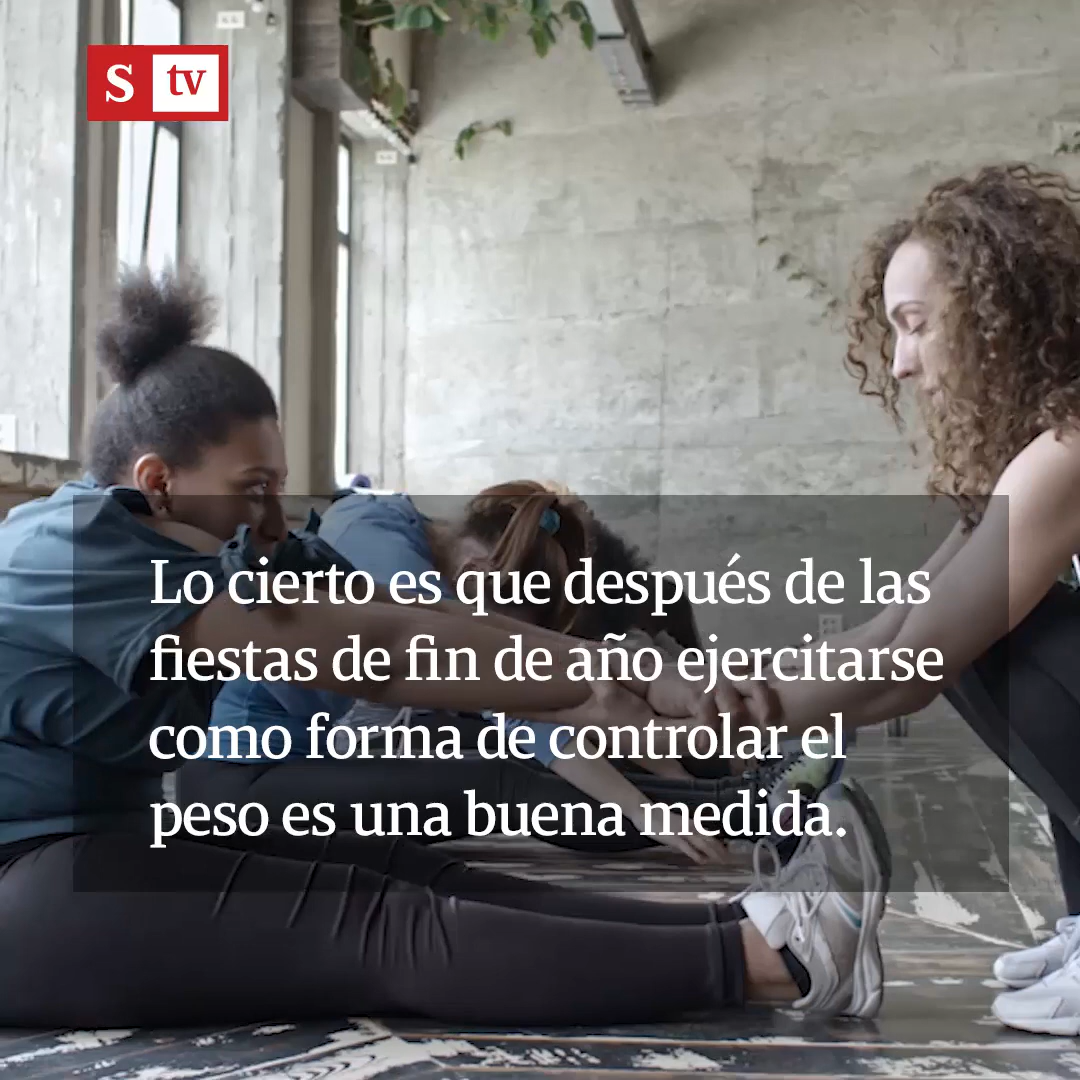 S tv
Lo cierto es que después de las
fiestas de fin de año ejercitarse
como forma de controlar el
peso es una buena medida.